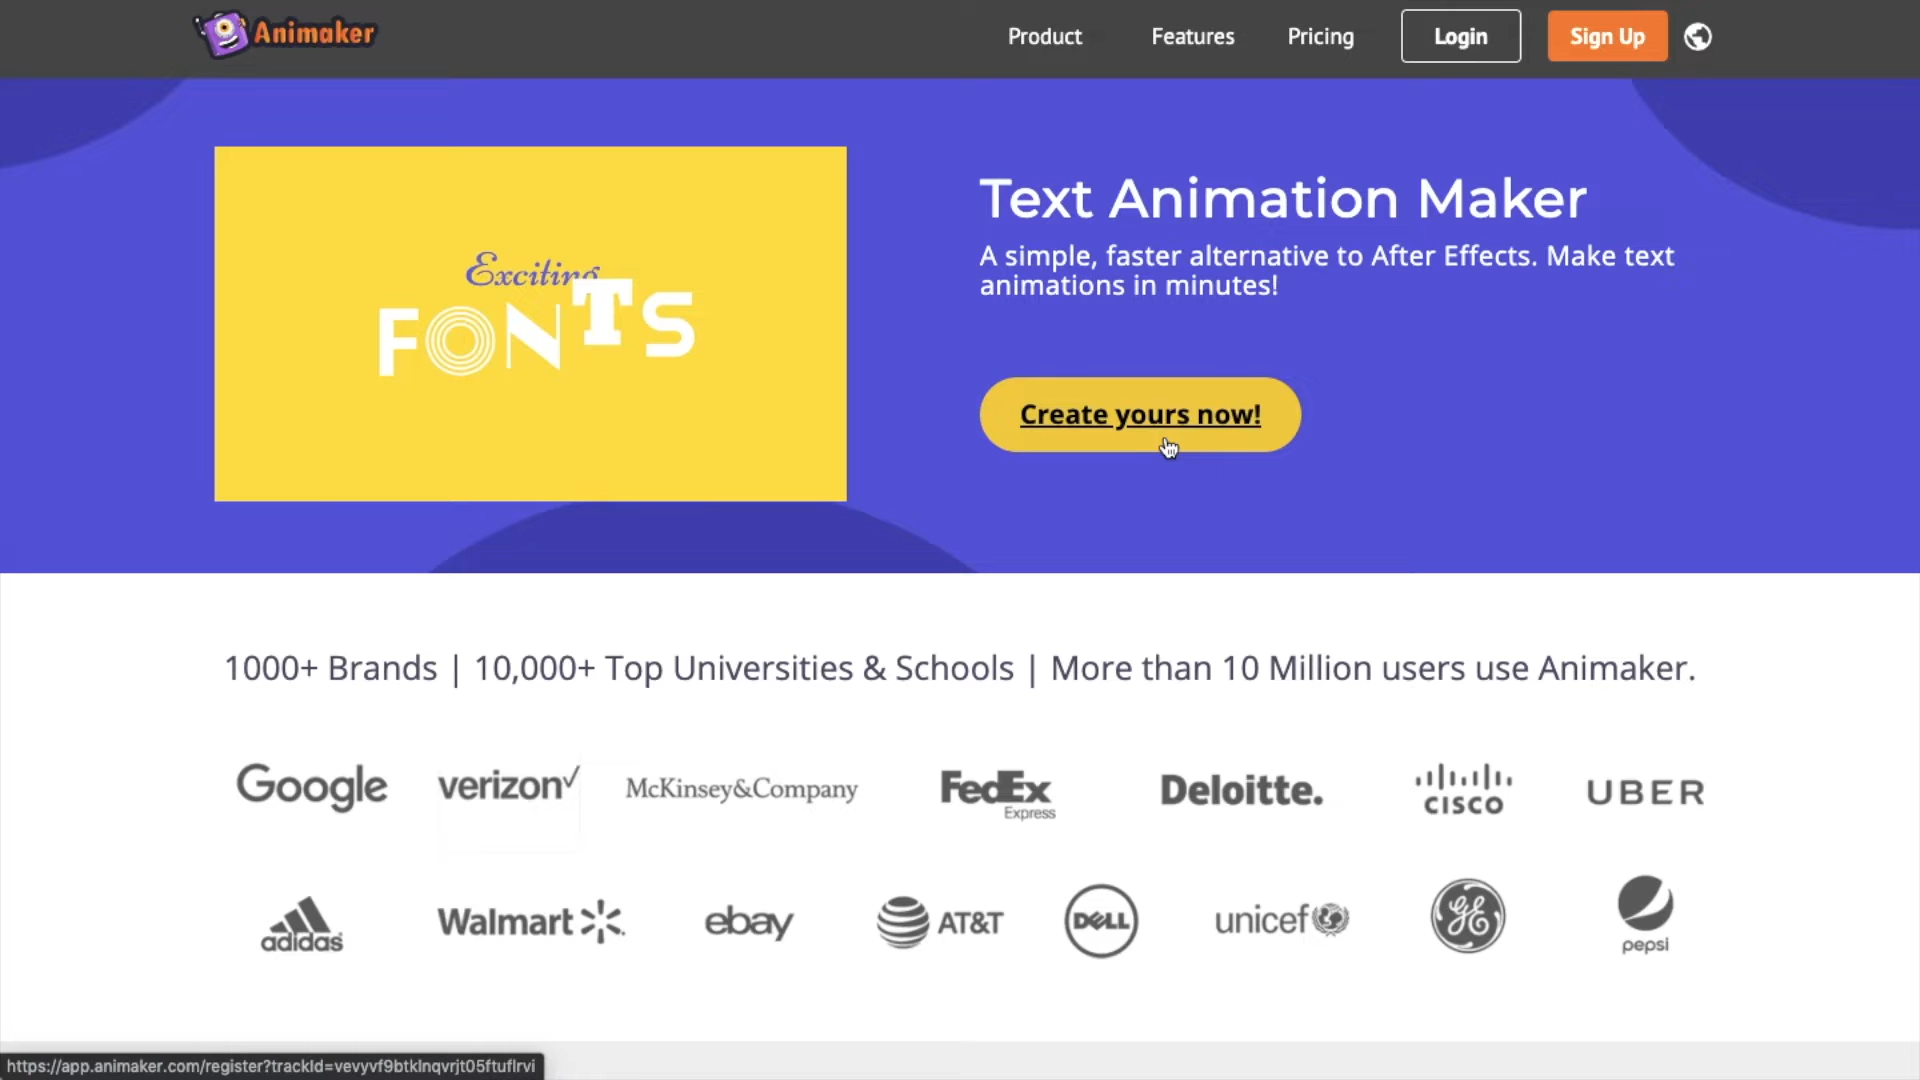 Animaker
Product
Features
Pricing
Login
Sign Up
Exciting
FONTS
Text Animation Maker
A simple, faster alternative to After Effects. Make text
animations in minutes!
Create yours now!
1000+ Brands | 10,000+ Top Universities & Schools | More than 10 Million users use Animaker.
Google
verizon✓
McKinsey&Company
FedEx
Express
Deloitte.
CISCO
UBER
adidas
Walmart
ebay
AT&T
DELL
unicef
GE
pepsi
https://app.animaker.com/register?trackId=vevyvf9btklnqvrjt05ftuflrvi